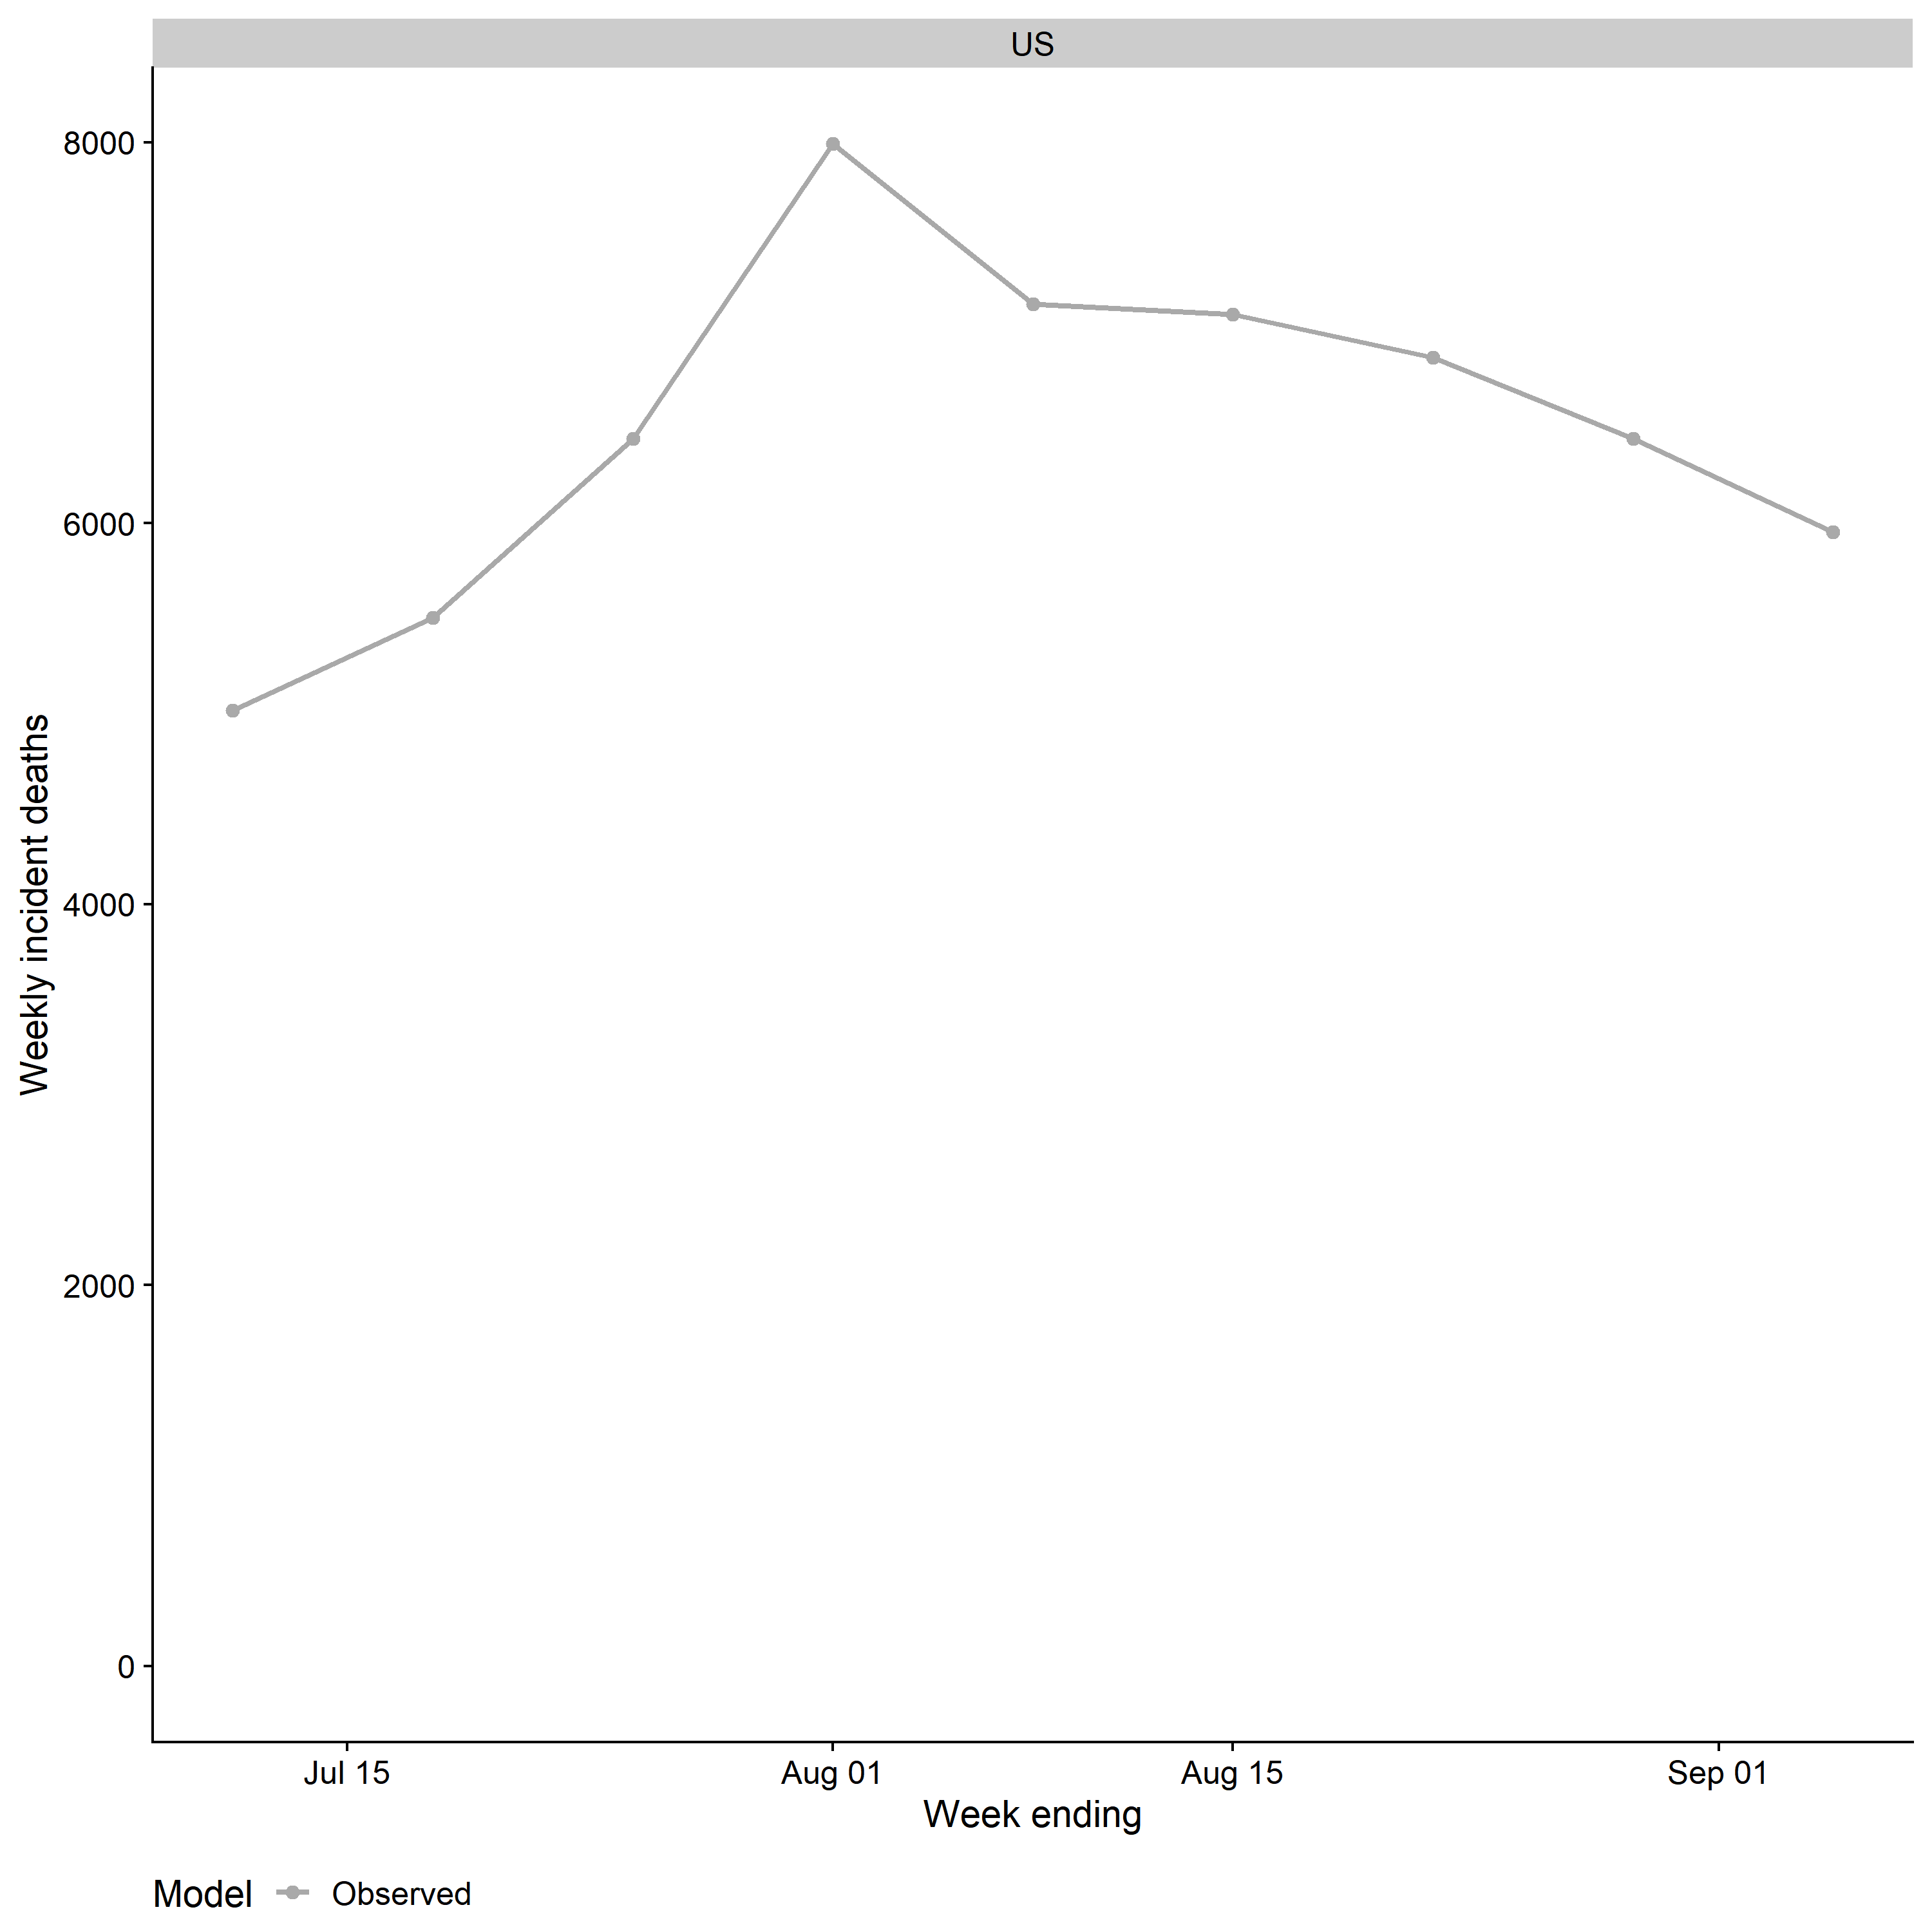 US
8000
6000
4000
2000
0
Weekly incident deaths
Jul 15
Aug 01
Aug 15
Sep 01
Week ending
Model
Observed